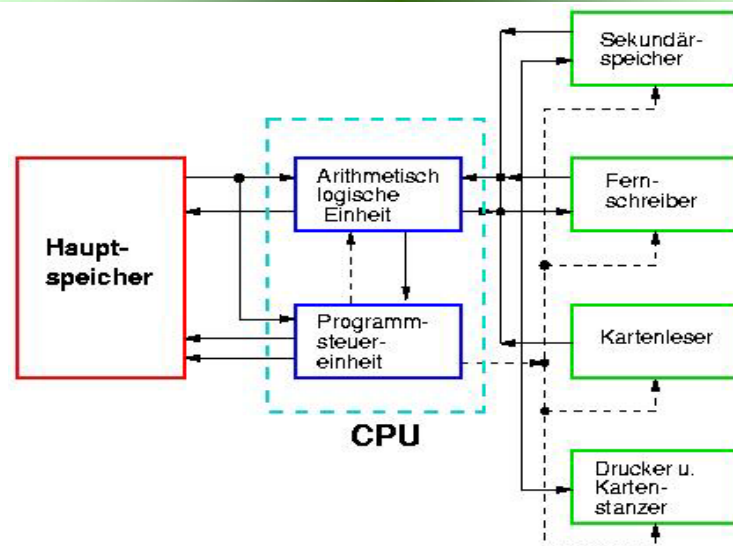 Haupt-
speicher
Arithmetisch
logische
Einheit
Programm-
steuer-
einheit
CPU
Sekundär-
speicher
Fern-
schreiber
Kartenleser
Drucker u.
Karten-
stanzer